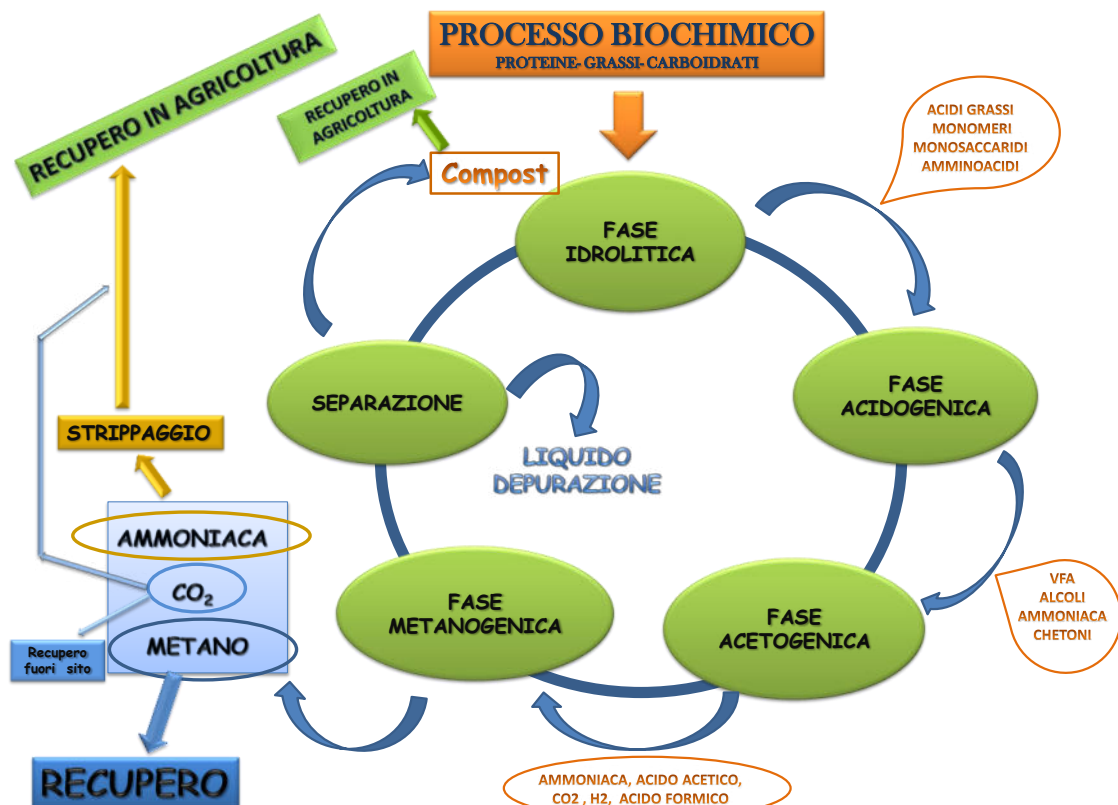 PROCESSO BIOCHIMICO
PROTEINE- GRASSI- CARBOIDRATI
RECUPERO IN AGRICOLTURA
RECUPERO IN
AGRICOLTURA
Compost
ACIDI GRASSI
MONOMERI
MONOSACCARIDI
AMMINOACIDI
FASE
IDROLITICA
FASE
ACIDOGENICA
SEPARAZIONE
LIQUIDO
DEPURAZIONE
STRIPPAGGIO
AMMONIACA
CO2
METANO
Recupero
fuori sito
RECUPERO
FASE
METANOGENICA
FASE
ACETOGENICA
VFA
ALCOLI
AMMONIACA
CHETONI
AMMONIACA, ACIDO ACETICO,
CO2 , H2, ACIDO FORMICO